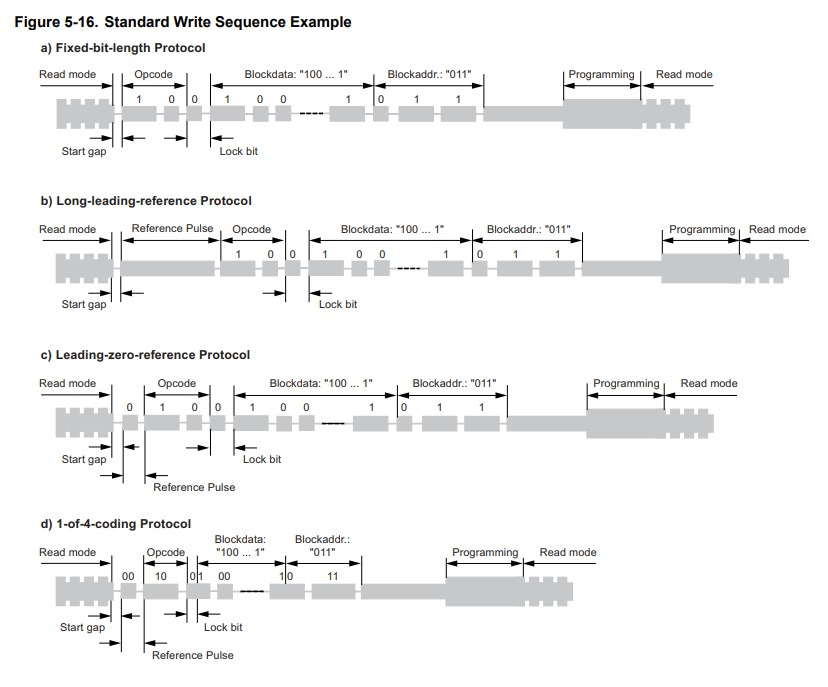 Figure 5-16. Standard Write Sequence Example
a) Fixed-bit-length Protocol
Read mode Opcode Blockdata: "100 ... 1" Blockaddr.: "011" Programming Read mode
1 0 0 1 0 0 1 0 1 1
Start gap Lock bit
b) Long-leading-reference Protocol
Read mode Reference Pulse Opcode Blockdata: "100 ... 1" Blockaddr.: "011" Programming Read mode
1 0 0 1 0 0 1 0 1 1
Start gap Lock bit
c) Leading-zero-reference Protocol
Read mode Opcode Blockdata: "100 ... 1" Blockaddr.: "011" Programming Read mode
0 1 0 0 1 0 0 1 0 1 1
Start gap Lock bit
Reference Pulse
d) 1-of-4-coding Protocol
Blockdata: Blockaddr.:
Read mode Opcode "100 ... 1" "011" Programming Read mode
00 10 01 00 10 11
Start gap Lock bit
Reference Pulse